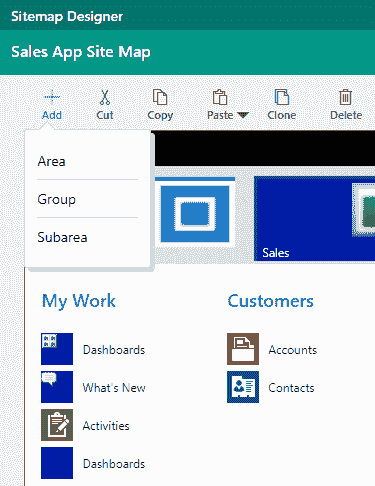 Sitemap Designer
Sales App Site Map
Add Cut Copy Paste Clone Delete
Area
Group
Subarea
Sales
My Work Customers
Dashboards Accounts
What's New Contacts
Activities
Dashboards